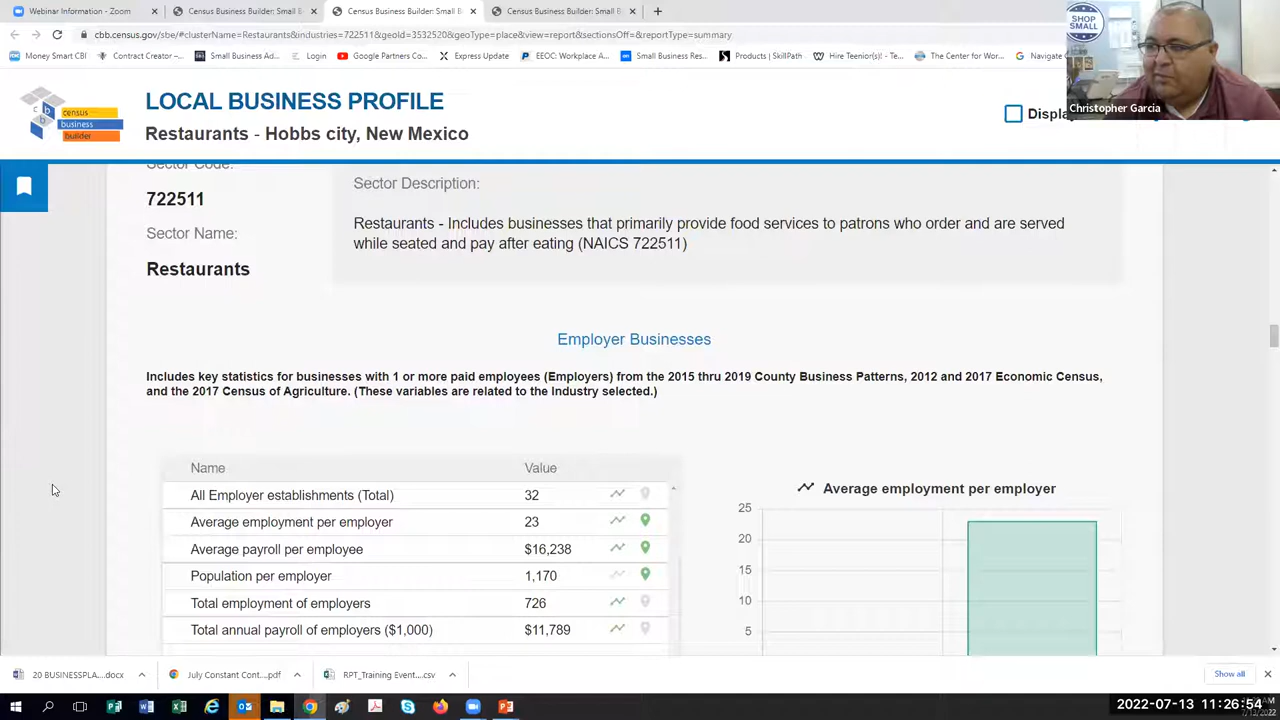 Webinar Information - Zoom
Census Business Builder: Small B
Census Business Builder: Small B
Census Business Builder: Small B
cbb.census.gov/sbe/#clusterName=Restaurants&industries=72251
520&geoType=place&view=report&sectionsOff=&reportType=summary
Money Smart CBI
Contract Creator –...
Small Business Ad...
Login
Google Partners Co...
Express Update
EEOC: Workplace A...
Small Business Res...
Products | SkillPath
Hire Teenior(s)! - To...
The Center for Wor...
Navigate
SHOP
SMALL
Christopher Garcia
census
business
builder
LOCAL BUSINESS PROFILE
Restaurants - Hobbs city, New Mexico
Sector Code:
722511
Sector Name:
Restaurants
Sector Description:
Restaurants - Includes businesses that primarily provide food services to patrons who order and are served
while seated and pay after eating (NAICS 722511)
Employer Businesses
Includes key statistics for businesses with 1 or more paid employees (Employers) from the 2015 thru 2019 County Business Patterns, 2012 and 2017 Economic Census,
and the 2017 Census of Agriculture. (These variables are related to the Industry selected.)
Name Value
All Employer establishments (Total) 32
Average employment per employer 23
Average payroll per employee $16,238
Population per employer 1,170
Total employment of employers 726
Total annual payroll of employers ($1,000) $11,789
Average employment per employer
25
20
15
10
5
20 BUSINESSPLA....docx
July Constant Cont....pdf
RPT_Training Event....csv
Show all
2022-07-13 11:26:54